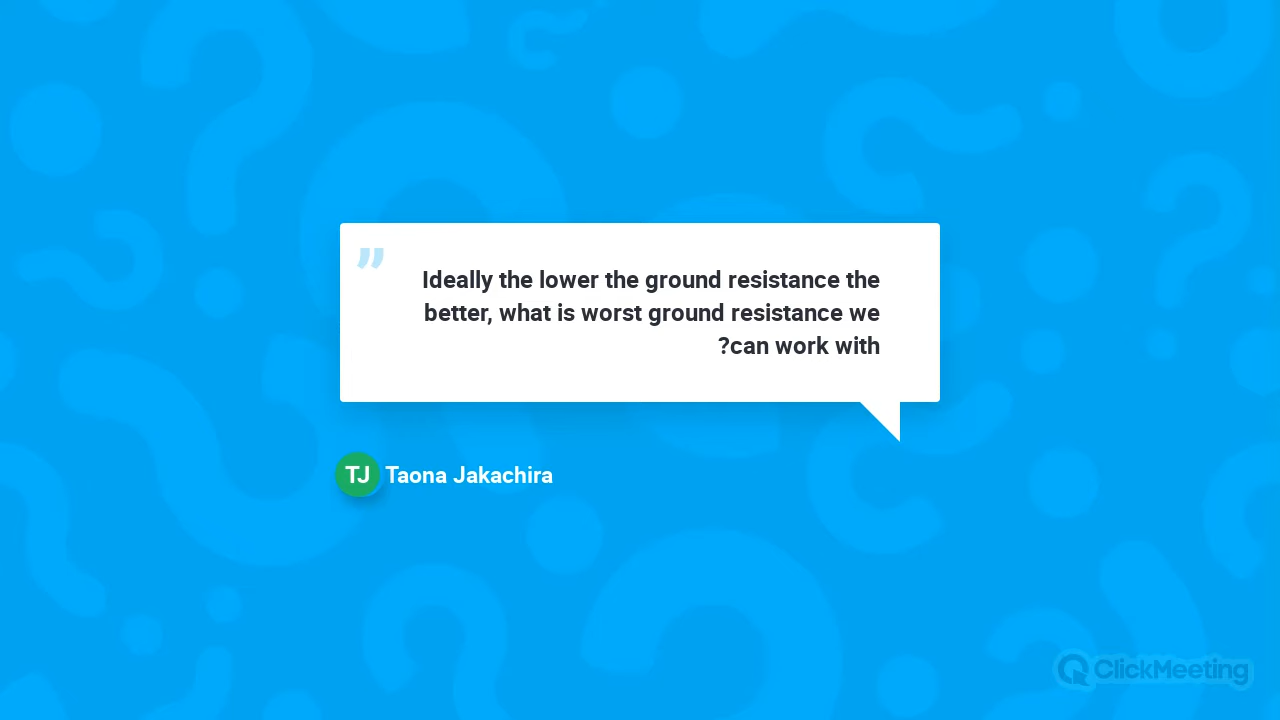 ”
Ideally the lower the ground resistance the
better, what is worst ground resistance we
?can work with
TJ Taona Jakachira
ClickMeeting